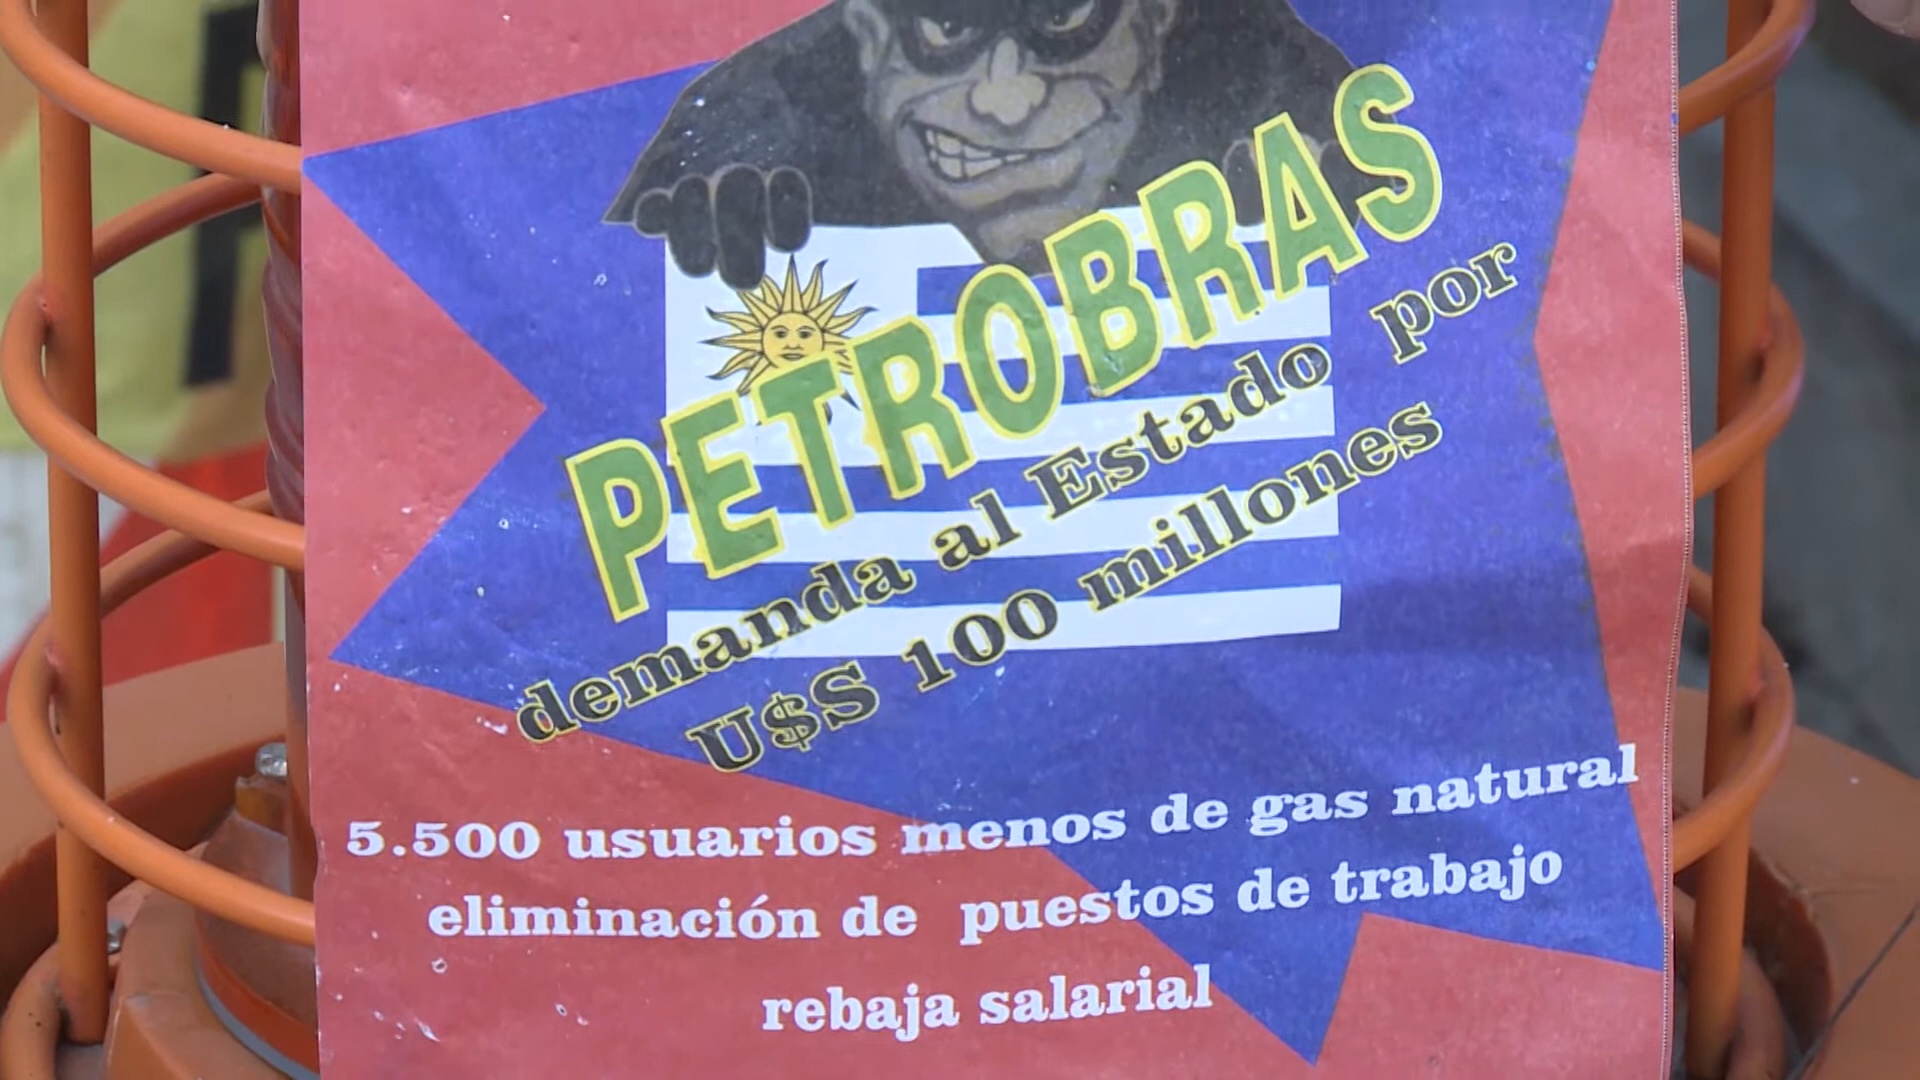 PETROBRAS
demanda al Estado por
U$S 100 millones
5.500 usuarios menos de gas natural
eliminación de puestos de trabajo
rebaja salarial